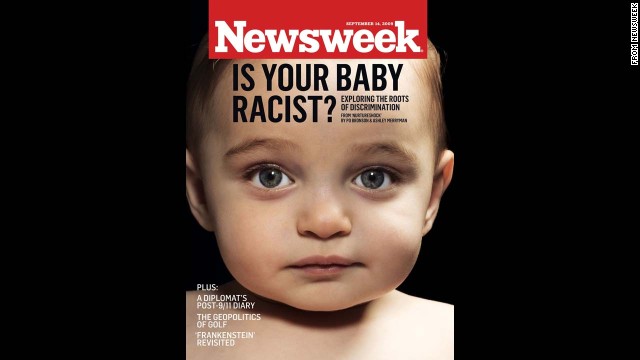 SEPTEMBER 14, 2009
Newsweek
IS YOUR BABY
RACIST?
EXPLORING THE ROOTS
OF DISCRIMINATION
FROM 'NURTURESHOCK'
BY PO BRONSON & ASHLEY MERRYMAN
PLUS:
A DIPLOMAT'S
POST-9/11 DIARY
THE GEOPOLITICS
OF GOLF
'FRANKENSTEIN'
REVISITED
FROM NEWSWEEK